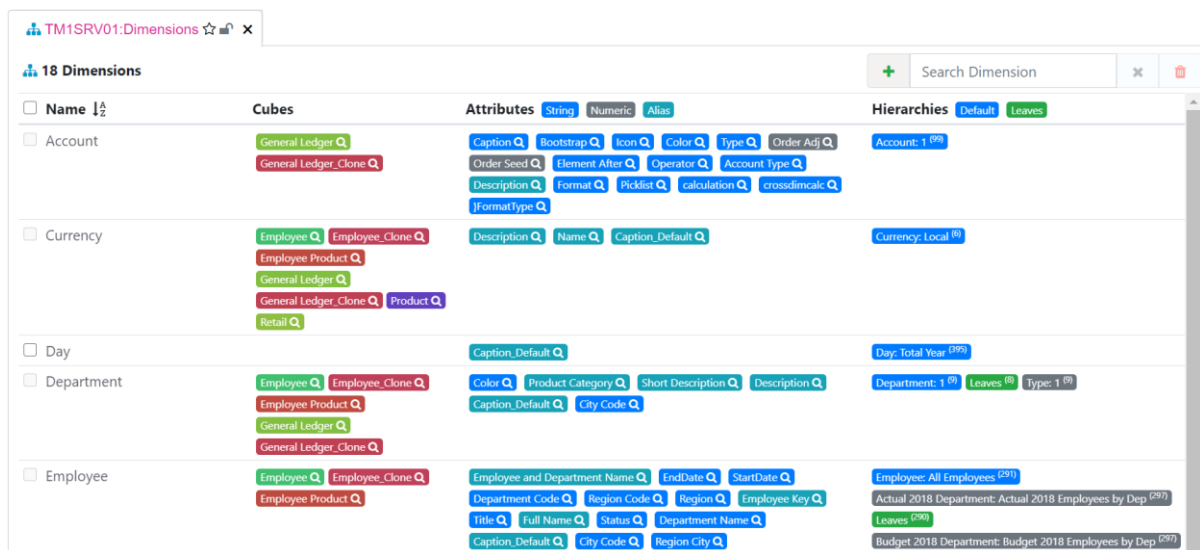 TM1SRV01:Dimensions
18 Dimensions
Search Dimension
Name Cubes Attributes String Numeric Alias Hierarchies Default Leaves
Account General Ledger Caption Bootstrap Icon Color Type Order Adj Account: 1 (99)
General Ledger_Clone Order Seed Element After Operator Account Type
Description Format Picklist calculation crossdimcalc
}FormatType
Currency Employee Employee_Clone Description Name Caption_Default Currency: Local (6)
Employee Product
General Ledger
General Ledger_Clone Product
Retail
Day Caption_Default Day: Total Year (395)
Department Employee Employee_Clone Color Product Category Short Description Description Department: 1 (9) Leaves (8) Type: 1 (9)
Employee Product Caption_Default City Code
General Ledger
General Ledger_Clone
Employee Employee Employee_Clone Employee and Department Name EndDate StartDate Employee: All Employees (291)
Employee Product Department Code Region Code Region Employee Key Actual 2018 Department: Actual 2018 Employees by Dep (297)
Title Full Name Status Department Name Leaves (290)
Caption_Default City Code Region City Budget 2018 Department: Budget 2018 Employees by Dep (297)